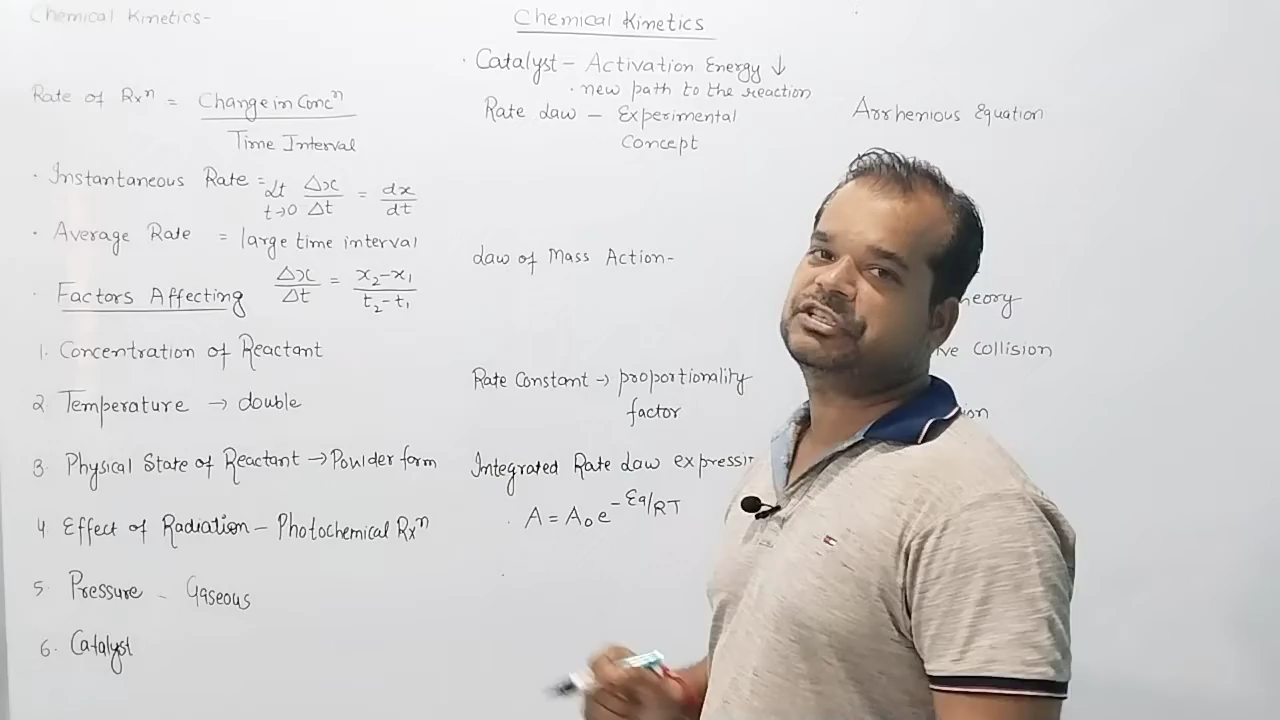 Chemical Kinetics-
Chemical Kinetics
· Catalyst – Activation Energy ↓
· new path to the reaction
Rate of Rxⁿ = Change in Concⁿ
Time Interval
Rate Law – Experimental
Concept
Arrhenious Equation
· Instantaneous Rate = Lt t→0 Δx/Δt = dx/dt
· Average Rate = large time interval
Δx/Δt = x₂-x₁/t₂-t₁
· Factors Affecting
Law of Mass Action-
1. Concentration of Reactant
2. Temperature → double
3. Physical State of Reactant → Powder form
4. Effect of Radiation – Photochemical Rxⁿ
5. Pressure – Gaseous
6. Catalyst
Rate Constant → proportionality
factor
Integrated Rate Law
· A = A₀e^-Ea/RT
Collision